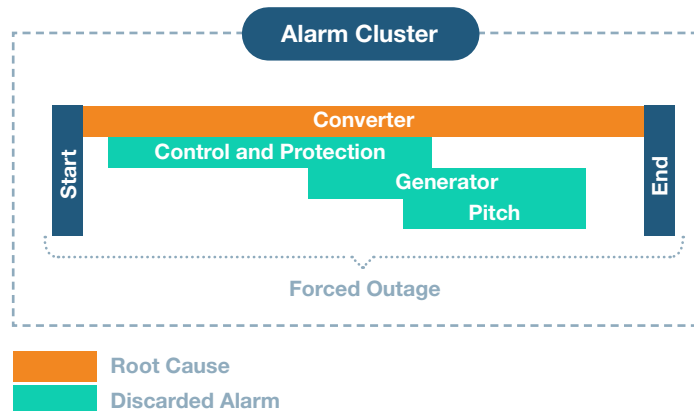 Alarm Cluster
Converter
Control and Protection
Generator
Pitch
Start
End
Forced Outage
Root Cause
Discarded Alarm